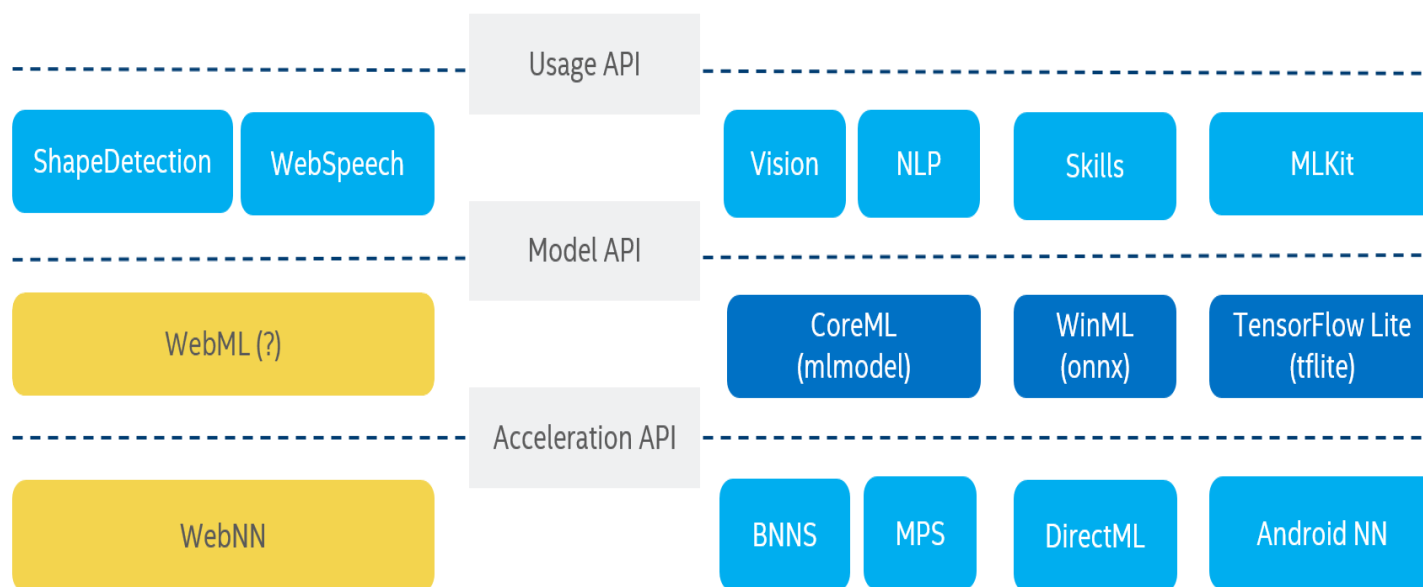 Usage API
ShapeDetection
WebSpeech
Vision
NLP
Skills
MLKit
Model API
WebML (?)
CoreML
(mlmodel)
WinML
(onnx)
TensorFlow Lite
(tflite)
Acceleration API
WebNN
BNNS
MPS
DirectML
Android NN